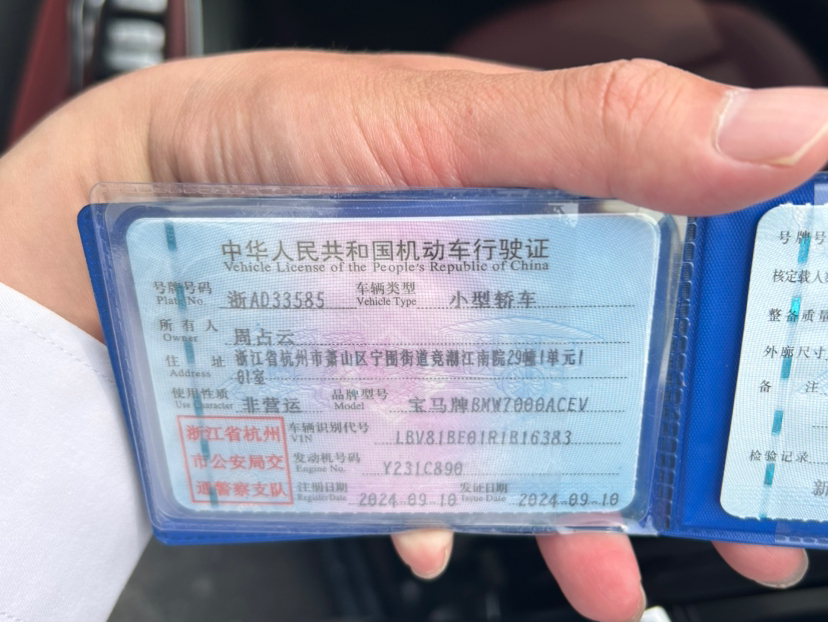 中华人民共和国机动车行驶证
Vehicle License of the People's Republic of China
号牌号码 浙AD33585 车辆类型 小型轿车
Plate No. Vehicle Type
所有人 周占云
Owner
住址 浙江省杭州市萧山区宁围街道竞潮江南院29幢1单元1
Address 01室
使用性质 非营运 品牌型号 宝马牌BMW7000ACEV
Use Character Model
浙江省杭州
市公安局交
通警察支队
车辆识别代号 LBV81BE01R1B16383
VIN
发动机号码 Y231C890
Engine No.
注册日期 2024-09-10 发证日期 2024-09-10
Register Date Issue Date
号牌号
核定载人
整备质量
外廓尺寸
备 注
检验记录
新